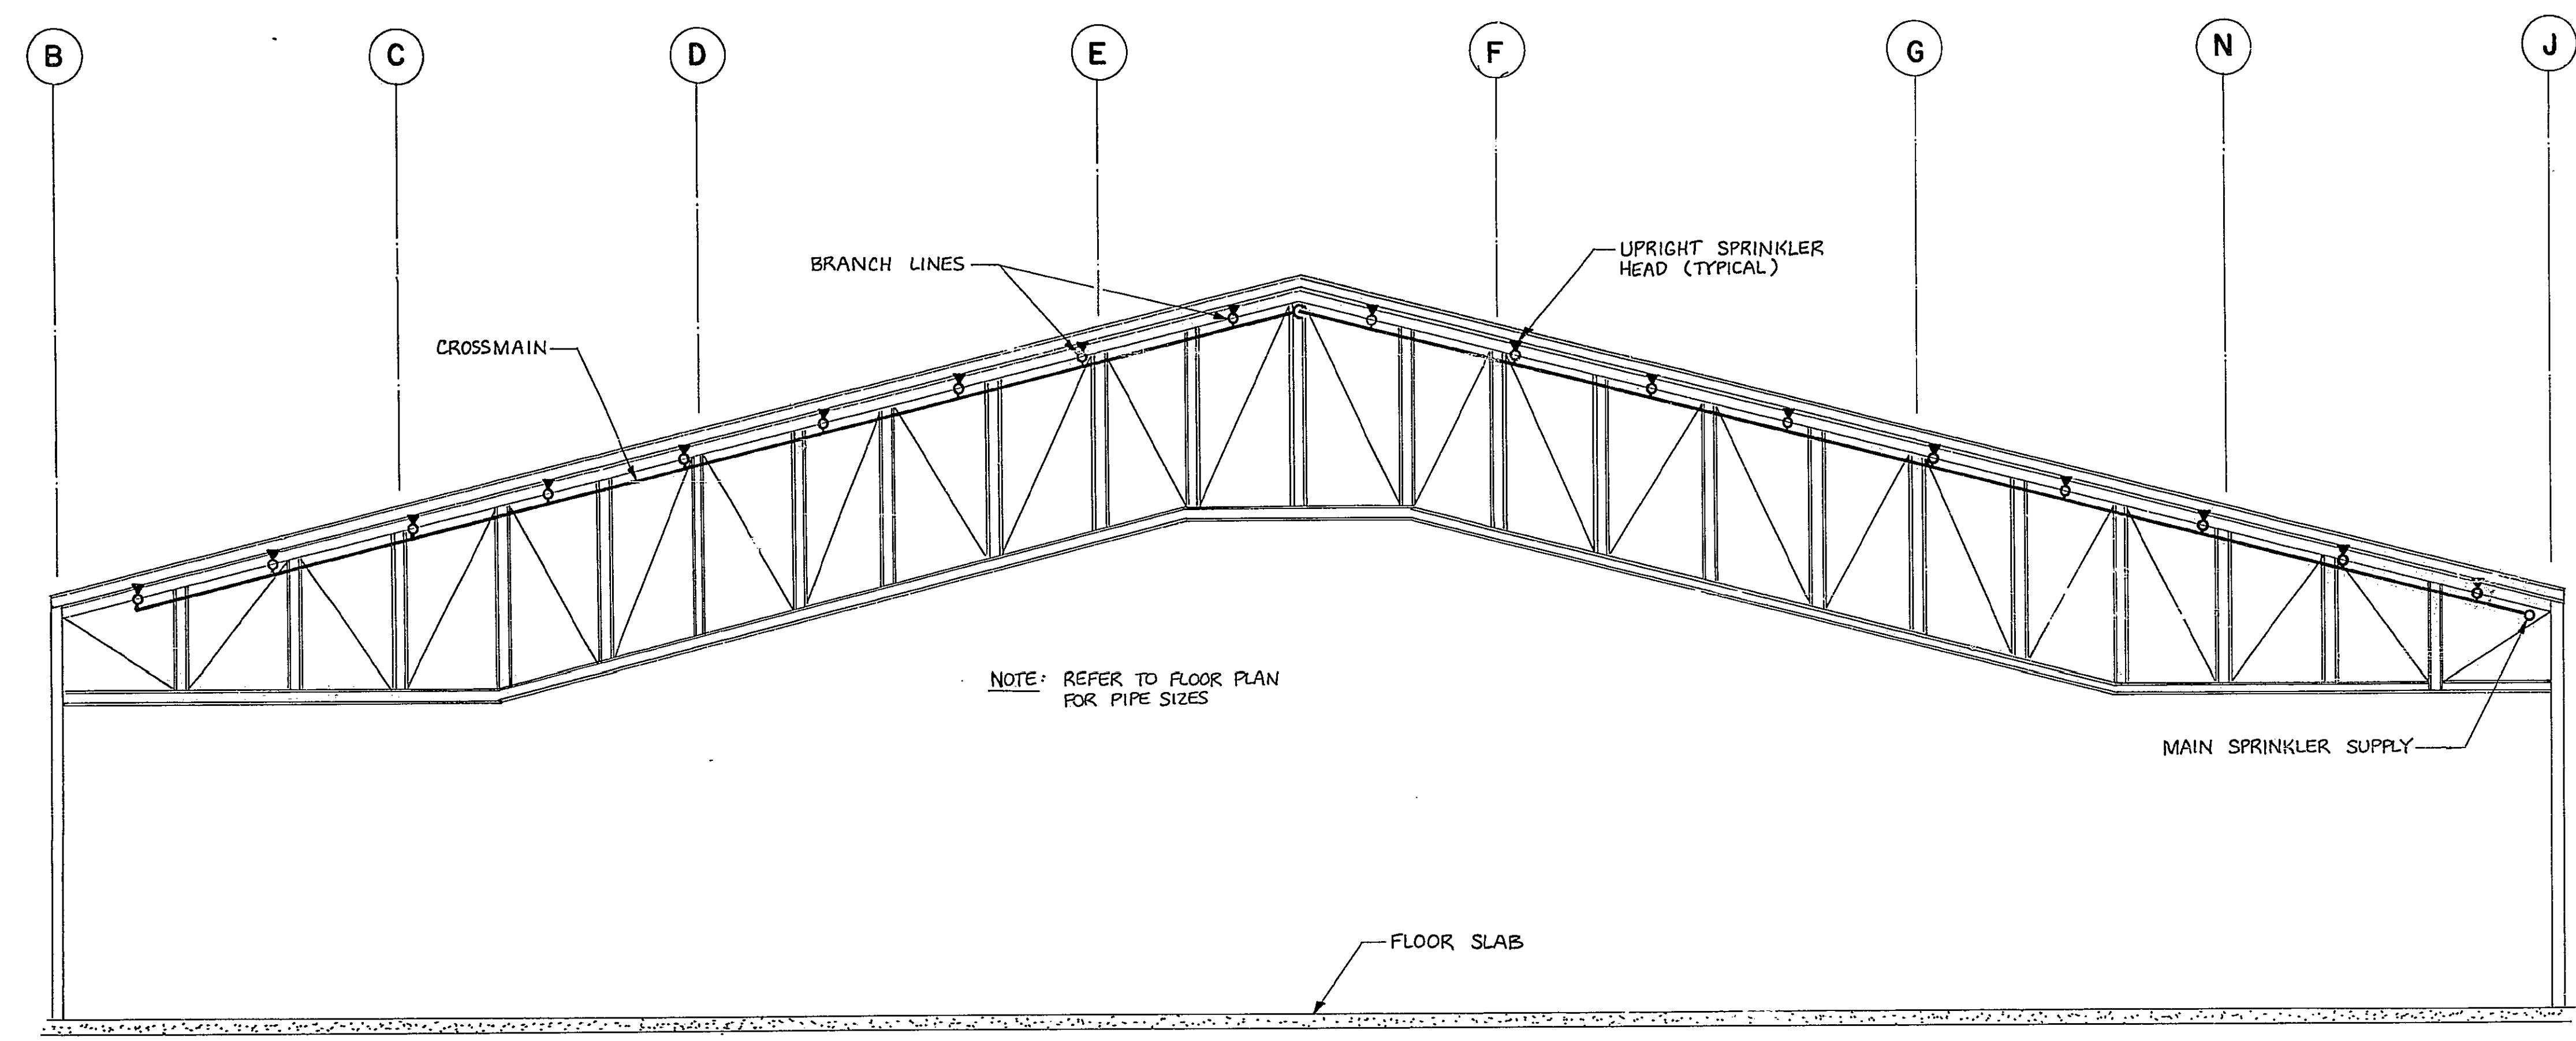 B
C
D
E
F
G
N
J
UPRIGHT SPRINKLER
HEAD (TYPICAL)
BRANCH LINES
CROSSMAIN
NOTE: REFER TO FLOOR PLAN
FOR PIPE SIZES
MAIN SPRINKLER SUPPLY
FLOOR SLAB